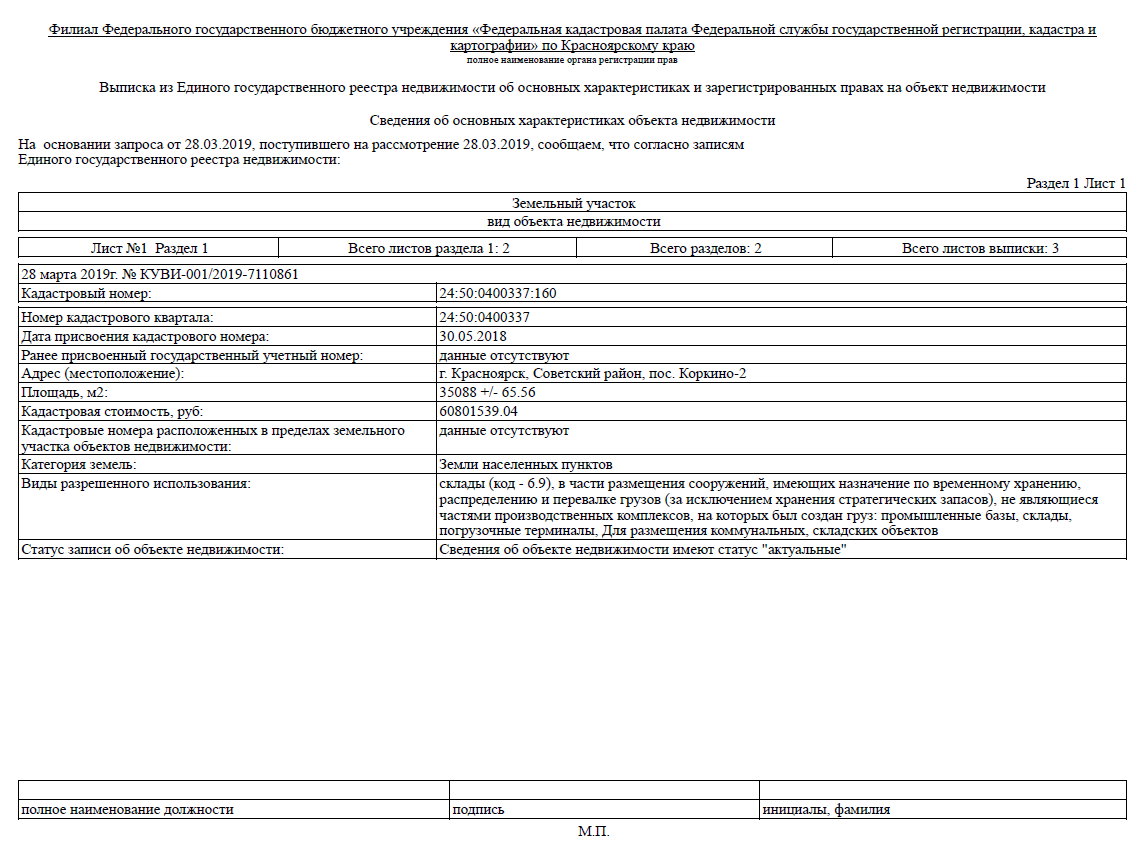 Филиал Федерального государственного бюджетного учреждения «Федеральная кадастровая палата Федеральной службы государственной регистрации, кадастра и
картографии» по Красноярскому краю
полное наименование органа регистрации прав
Выписка из Единого государственного реестра недвижимости об основных характеристиках и зарегистрированных правах на объект недвижимости
Сведения об основных характеристиках объекта недвижимости
На основании запроса от 28.03.2019, поступившего на рассмотрение 28.03.2019, сообщаем, что согласно записям
Единого государственного реестра недвижимости:
Раздел 1 Лист 1
Земельный участок
вид объекта недвижимости
Лист №1 Раздел 1 Всего листов раздела 1: 2 Всего разделов: 2 Всего листов выписки: 3
28 марта 2019г. № КУВИ-001/2019-7110861
Кадастровый номер: 24:50:0400337:160
Номер кадастрового квартала: 24:50:0400337
Дата присвоения кадастрового номера: 30.05.2018
Ранее присвоенный государственный учетный номер: данные отсутствуют
Адрес (местоположение): г. Красноярск, Советский район, пос. Коркино-2
Площадь, м2: 35088 +/- 65.56
Кадастровая стоимость, руб: 60801539.04
Кадастровые номера расположенных в пределах земельного данные отсутствуют
участка объектов недвижимости:
Категория земель: Земли населенных пунктов
Виды разрешенного использования: склады (код - 6.9), в части размещения сооружений, имеющих назначение по временному хранению,
распределению и перевалке грузов (за исключением хранения стратегических запасов), не являющиеся
частями производственных комплексов, на которых был создан груз: промышленные базы, склады,
погрузочные терминалы, Для размещения коммунальных, складских объектов
Статус записи об объекте недвижимости: Сведения об объекте недвижимости имеют статус "актуальные"
полное наименование должности подпись инициалы, фамилия
М.П.